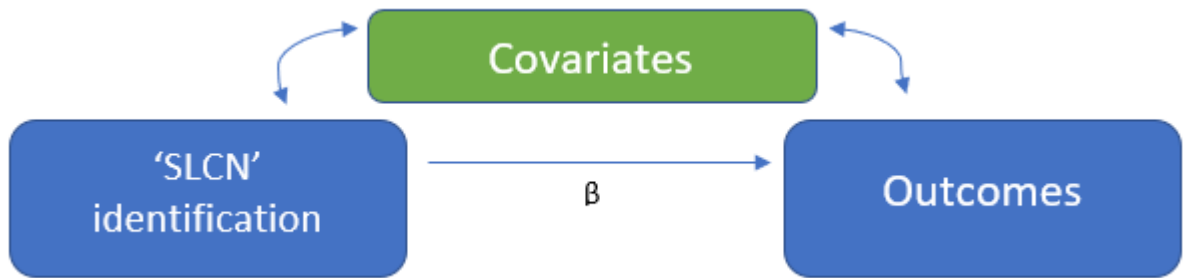 Covariates
‘SLCN’
identification
β
Outcomes